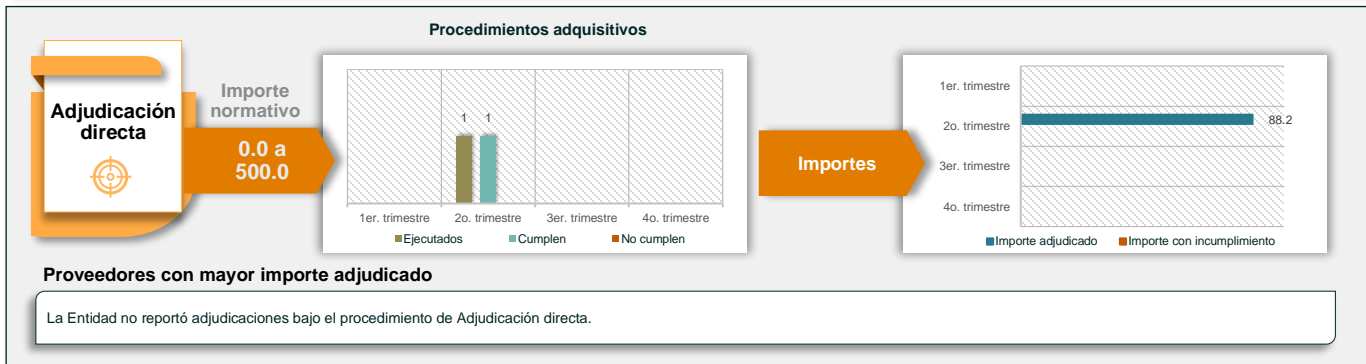 Procedimientos adquisitivos
Adjudicación
directa
Importe
normativo
0.0 a
500.0
1 1
1er. trimestre 2o. trimestre 3er. trimestre 4o. trimestre
Ejecutados Cumplen No cumplen
Importes
1er. trimestre
2o. trimestre 88.2
3er. trimestre
4o. trimestre
Importe adjudicado Importe con incumplimiento
Proveedores con mayor importe adjudicado
La Entidad no reportó adjudicaciones bajo el procedimiento de Adjudicación directa.